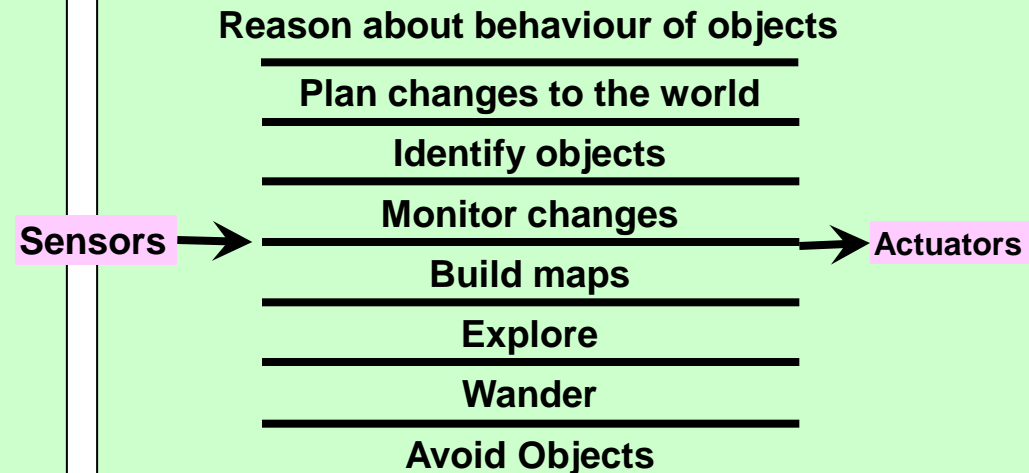 Reason about behaviour of objects
Plan changes to the world
Identify objects
Monitor changes
Sensors
Actuators
Build maps
Explore
Wander
Avoid Objects